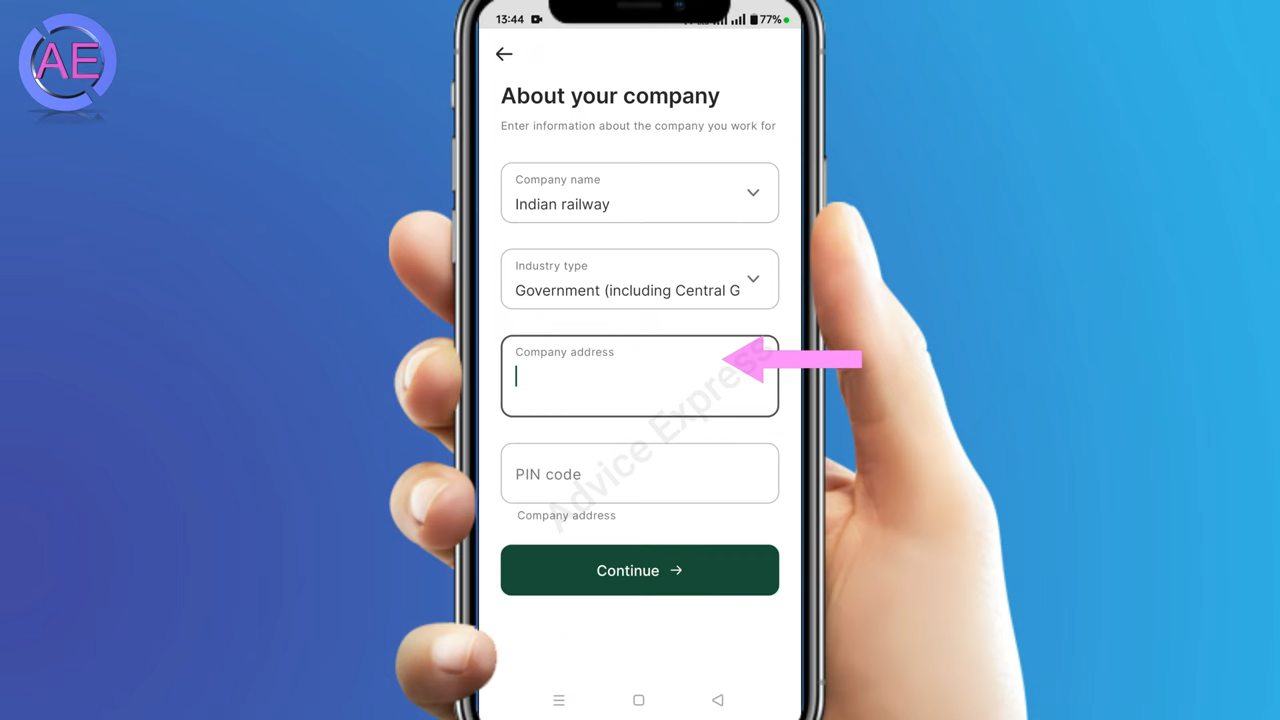 AE
13:44
77%
About your company
Enter information about the company you work for
Company name
Indian railway
Industry type
Government (including Central G
Company address
Advice Express
PIN code
Company address
Continue